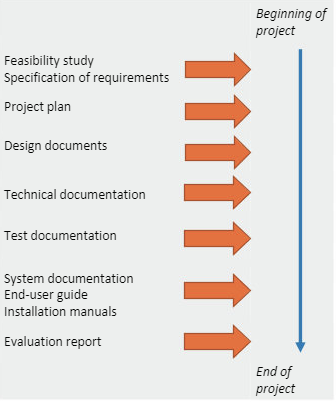 Beginning of
project
Feasibility study
Specification of requirements
Project plan
Design documents
Technical documentation
Test documentation
System documentation
End-user guide
Installation manuals
Evaluation report
End of
project